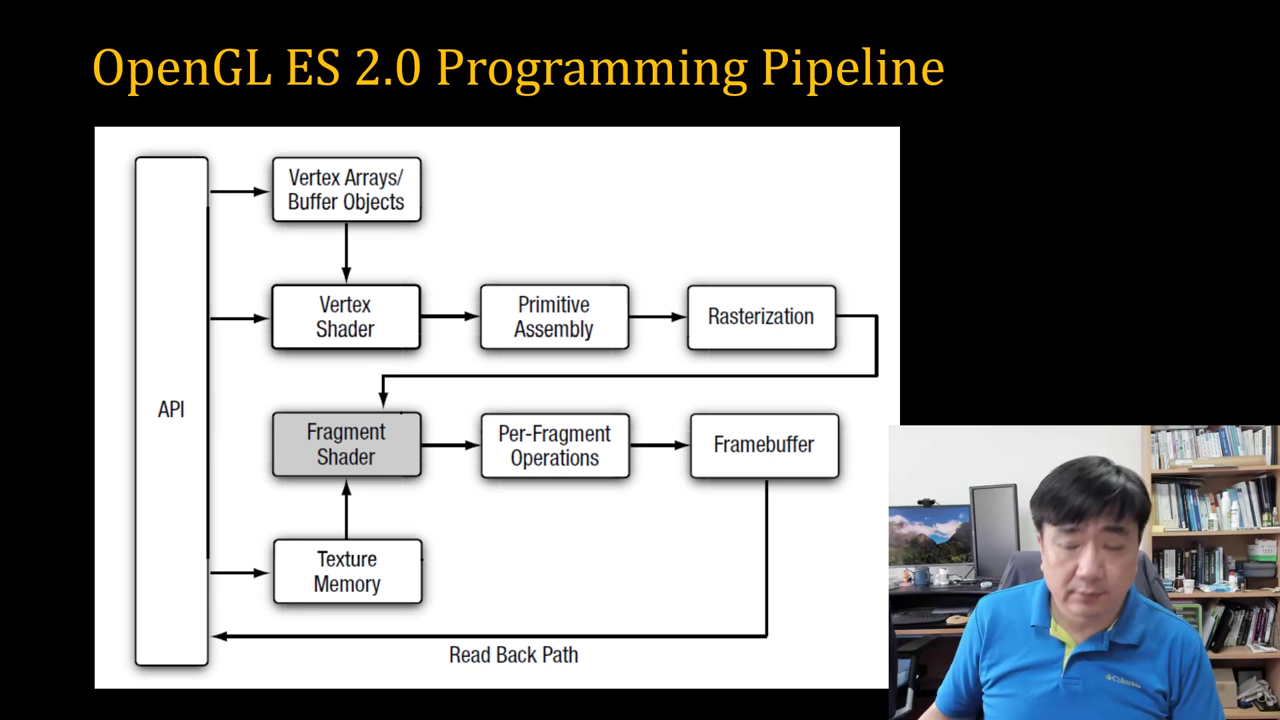 OpenGL ES 2.0 Programming Pipeline
Vertex Arrays/
Buffer Objects
Vertex
Shader
Primitive
Assembly
Rasterization
API
Fragment
Shader
Per-Fragment
Operations
Framebuffer
Texture
Memory
Read Back Path
Columbia